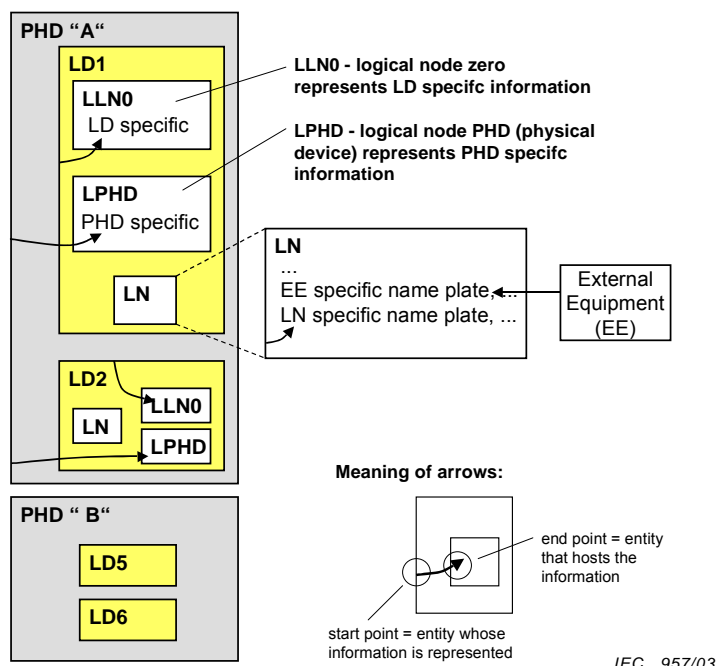 PHD "A"
LD1
LLN0
LD specific
LPHD
PHD specific
LN
LLN0 - logical node zero
represents LD specifc information
LPHD - logical node PHD (physical
device) represents PHD specifc
information
LN
...
EE specific name plate, ...
LN specific name plate, ...
External
Equipment
(EE)
LD2
LLN0
LN
LPHD
PHD “ B“
LD5
LD6
Meaning of arrows:
end point = entity
that hosts the
information
start point = entity whose
information is represented
IEC 957/03